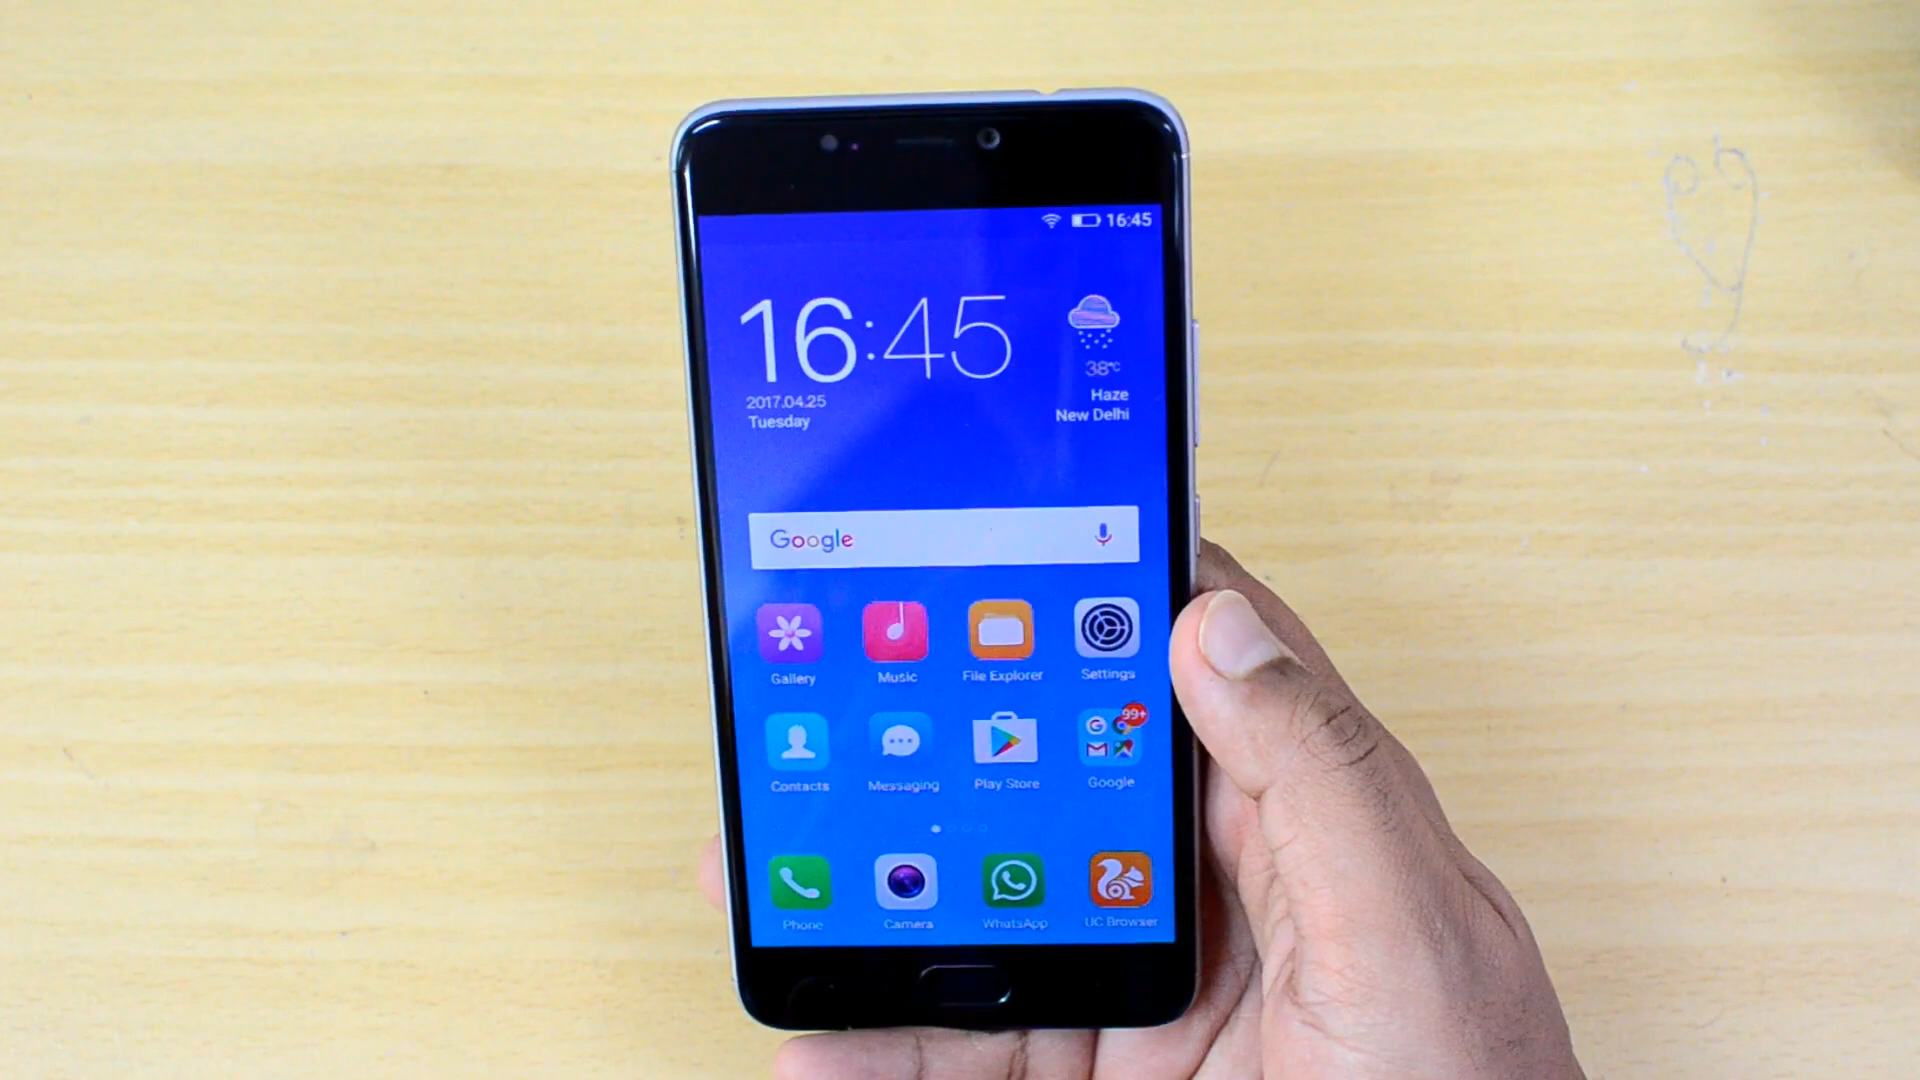 16:45
16:45
38°C
2017.04.25
Haze
Tuesday
New Delhi
Google
Gallery
Music
File Explorer
Settings
99+
Contacts
Messaging
Play Store
Google
Phone
Camera
WhatsApp
UC Browser